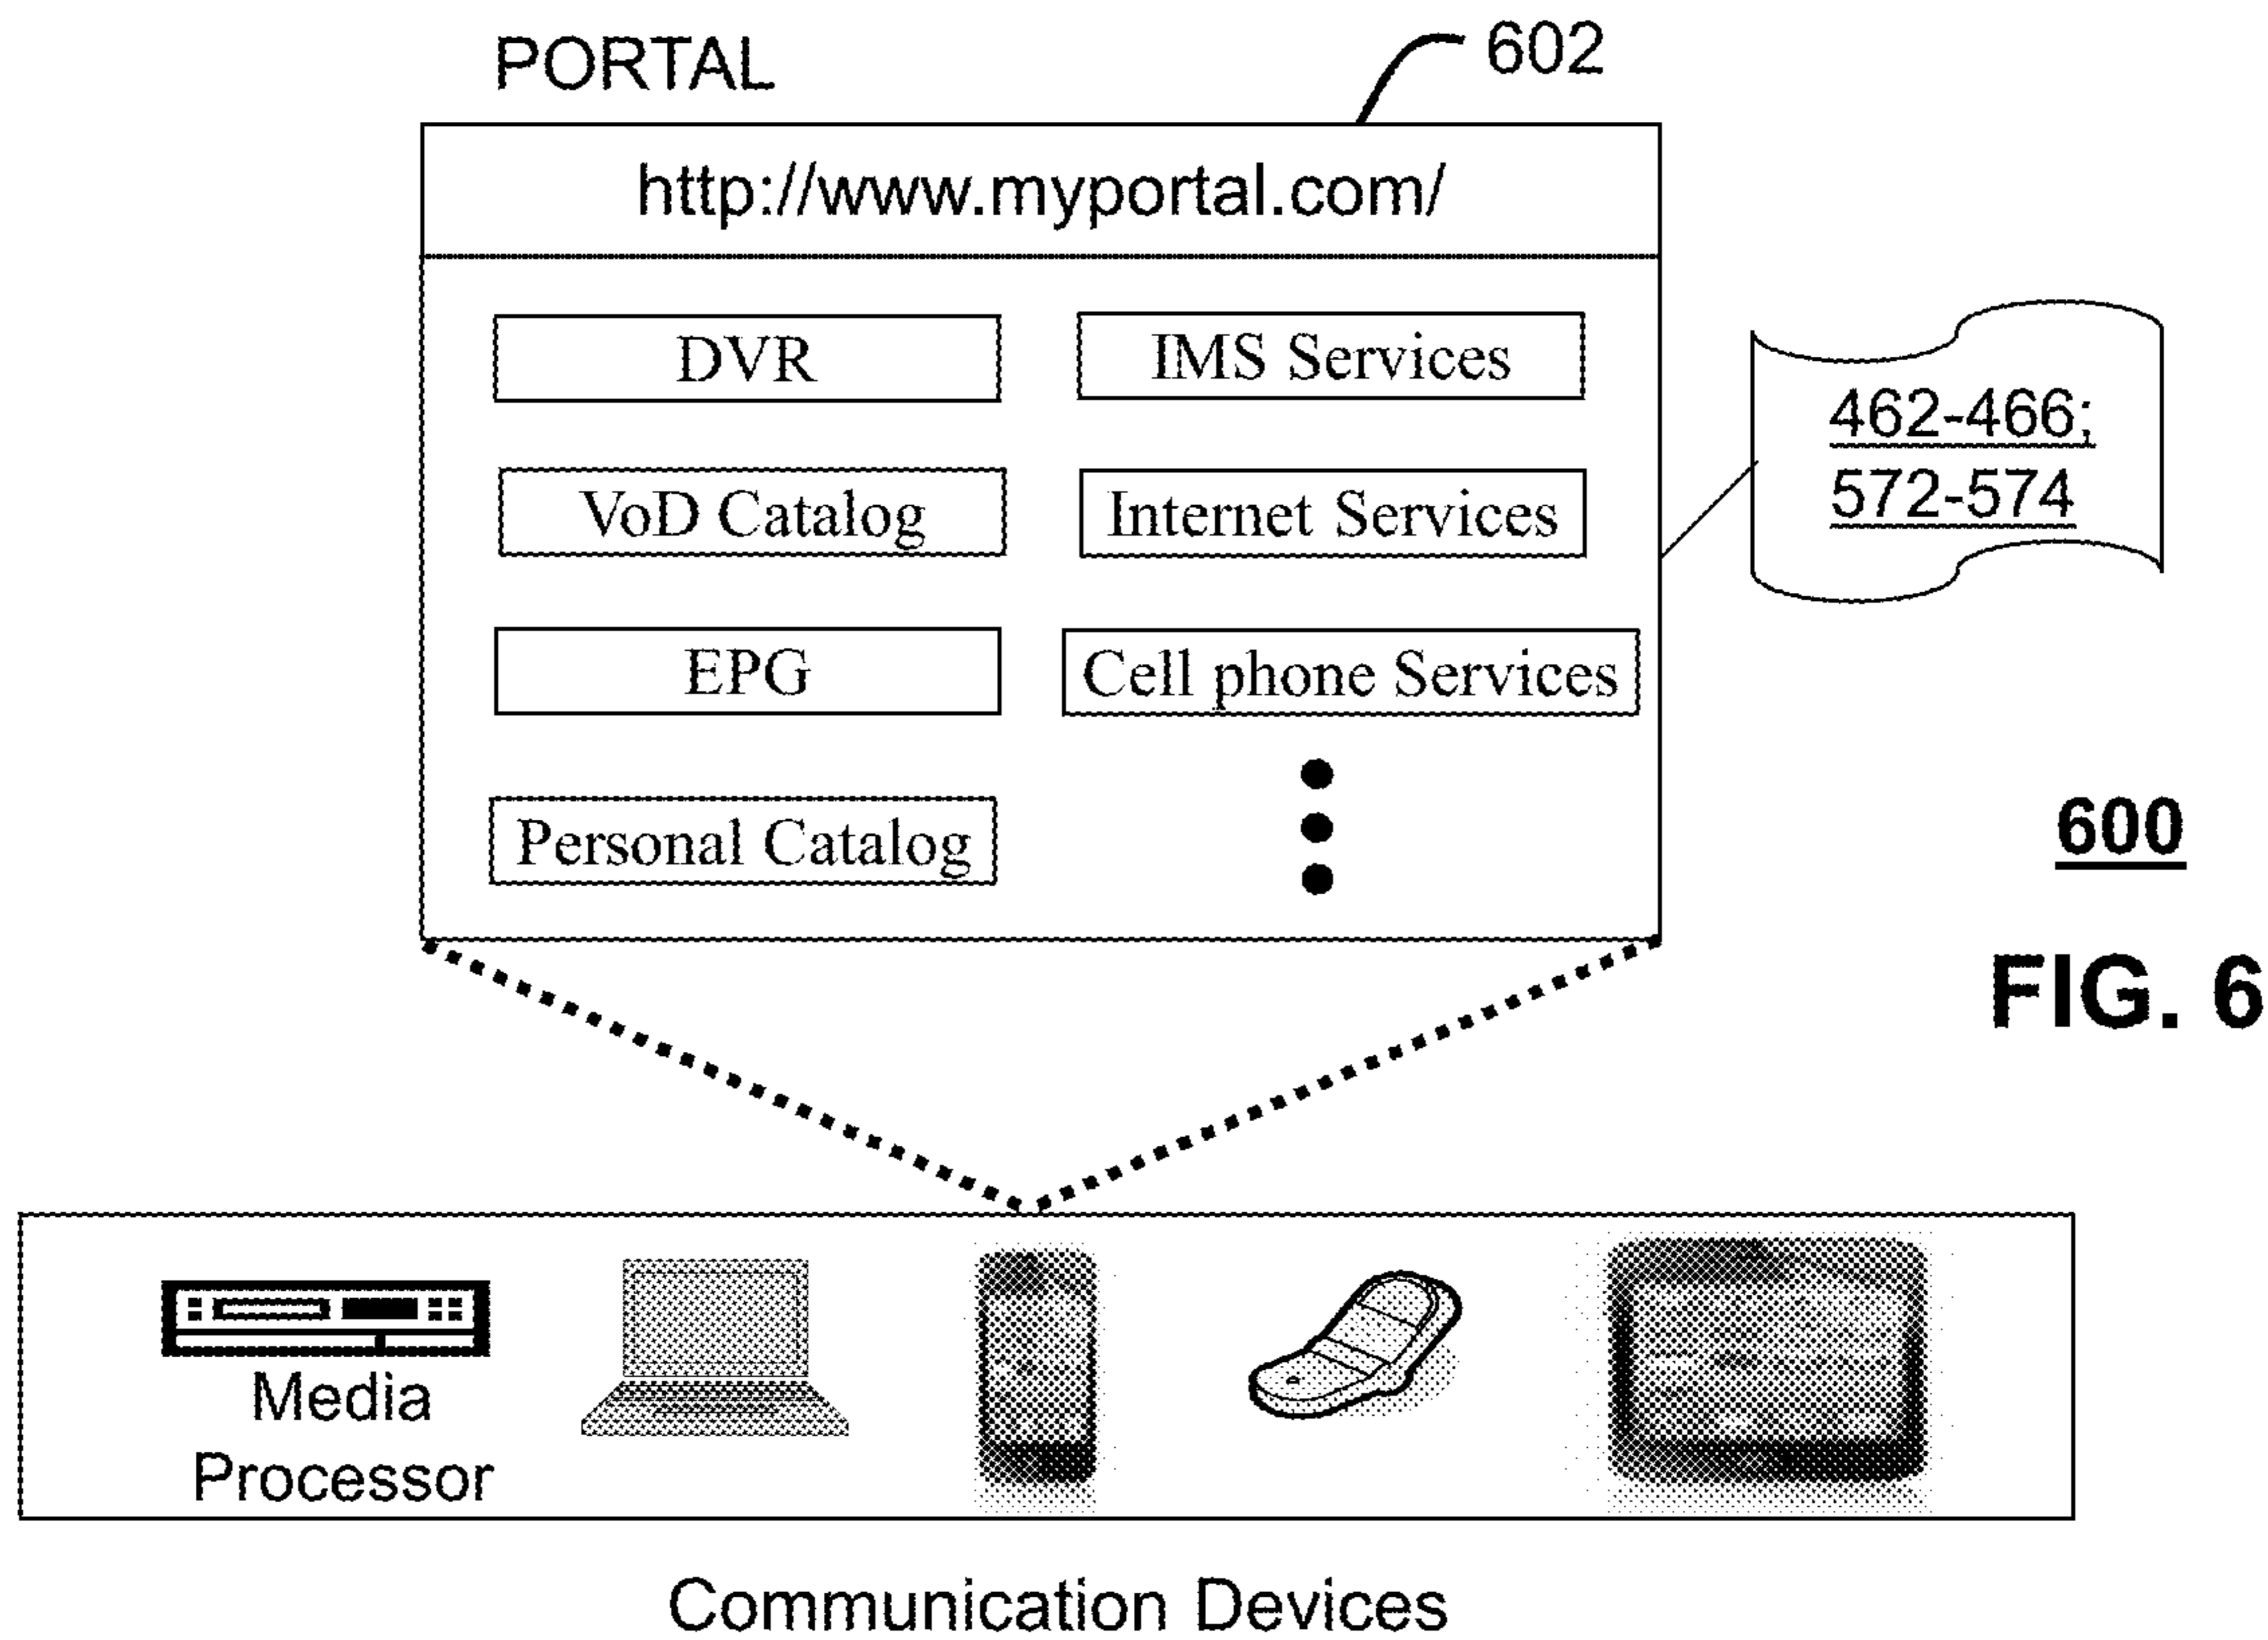 PORTAL
602
http://www.myportal.com/
DVR
IMS Services
VoD Catalog
Internet Services
EPG
Cell phone Services
Personal Catalog
462-466;
572-574
600
FIG. 6
Media
Processor
Communication Devices